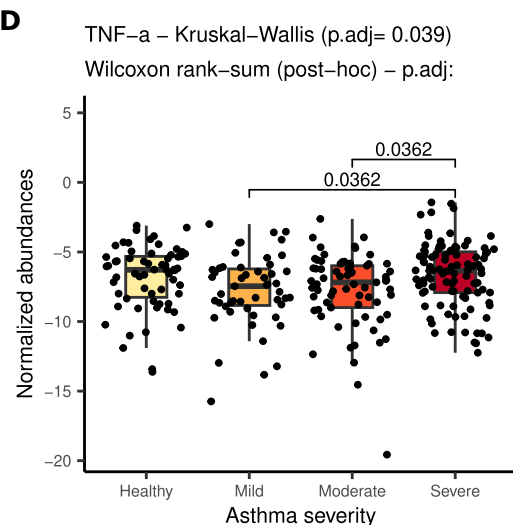 D
TNF−a − Kruskal−Wallis (p.adj= 0.039)
Wilcoxon rank−sum (post−hoc) − p.adj:
5
0
−5
−10
−15
−20
Normalized abundances
0.0362
0.0362
Healthy Mild Moderate Severe
Asthma severity